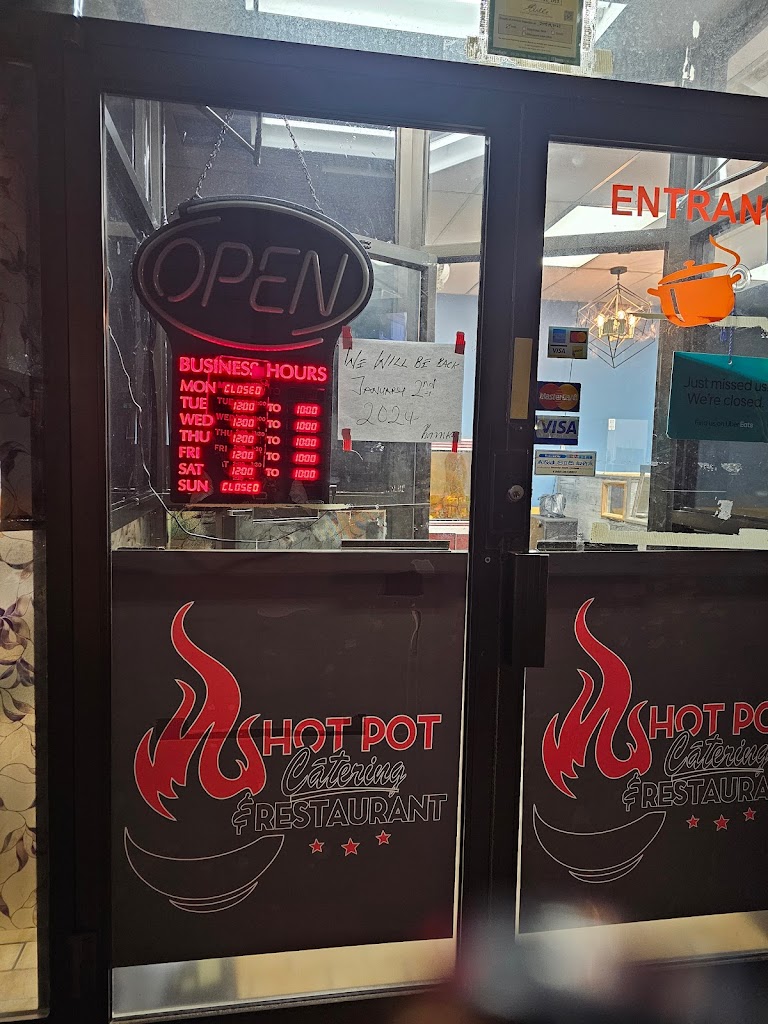 OPEN
BUSINESS HOURS
MON CLOSED
TUE 1200 TO 1000
WED 1200 TO 1000
THU 1200 TO 1000
FRI 1200 TO 1000
SAT 1200 TO 1000
SUN CLOSED
WE WILL BE BACK
JANUARY 2nd
2024
ENTRANC
VISA
MasterCard
VISA
Just missed us.
We're closed.
HOT POT
Catering
& RESTAURANT
HOT PO
Catering
& RESTAURA